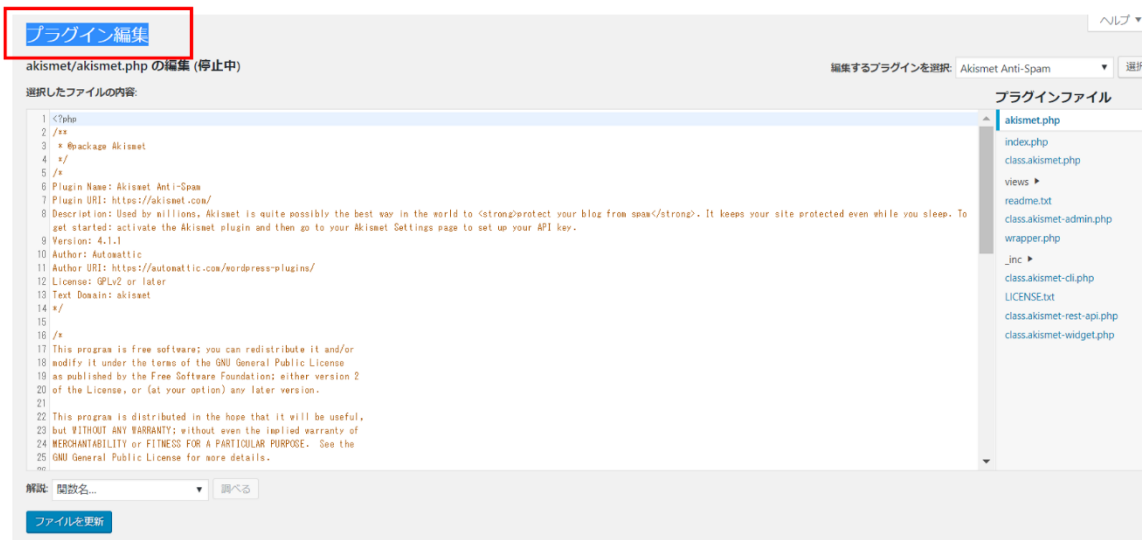 ヘルプ ▼
プラグイン編集
akismet/akismet.php の編集 (停止中)
編集するプラグインを選択: Akismet Anti-Spam ▼ 選択
選択したファイルの内容:
プラグインファイル
1 <?php
2 /**
3 * @package Akismet
4 */
5 /*
6 Plugin Name: Akismet Anti-Spam
7 Plugin URI: https://akismet.com/
8 Description: Used by millions, Akismet is quite possibly the best way in the world to <strong>protect your blog from spam</strong>. It keeps your site protected even while you sleep. To
get started: activate the Akismet plugin and then go to your Akismet Settings page to set up your API key.
9 Version: 4.1.1
10 Author: Automattic
11 Author URI: https://automattic.com/wordpress-plugins/
12 License: GPLv2 or later
13 Text Domain: akismet
14 */
15
16 /*
17 This program is free software; you can redistribute it and/or
18 modify it under the terms of the GNU General Public License
19 as published by the Free Software Foundation; either version 2
20 of the License, or (at your option) any later version.
21
22 This program is distributed in the hope that it will be useful,
23 but WITHOUT ANY WARRANTY; without even the implied warranty of
24 MERCHANTABILITY or FITNESS FOR A PARTICULAR PURPOSE. See the
25 GNU General Public License for more details.
akismet.php
index.php
class.akismet.php
views ▶
readme.txt
class.akismet-admin.php
wrapper.php
_inc ▶
class.akismet-cli.php
LICENSE.txt
class.akismet-rest-api.php
class.akismet-widget.php
解説: 関数名... ▼ 調べる
ファイルを更新